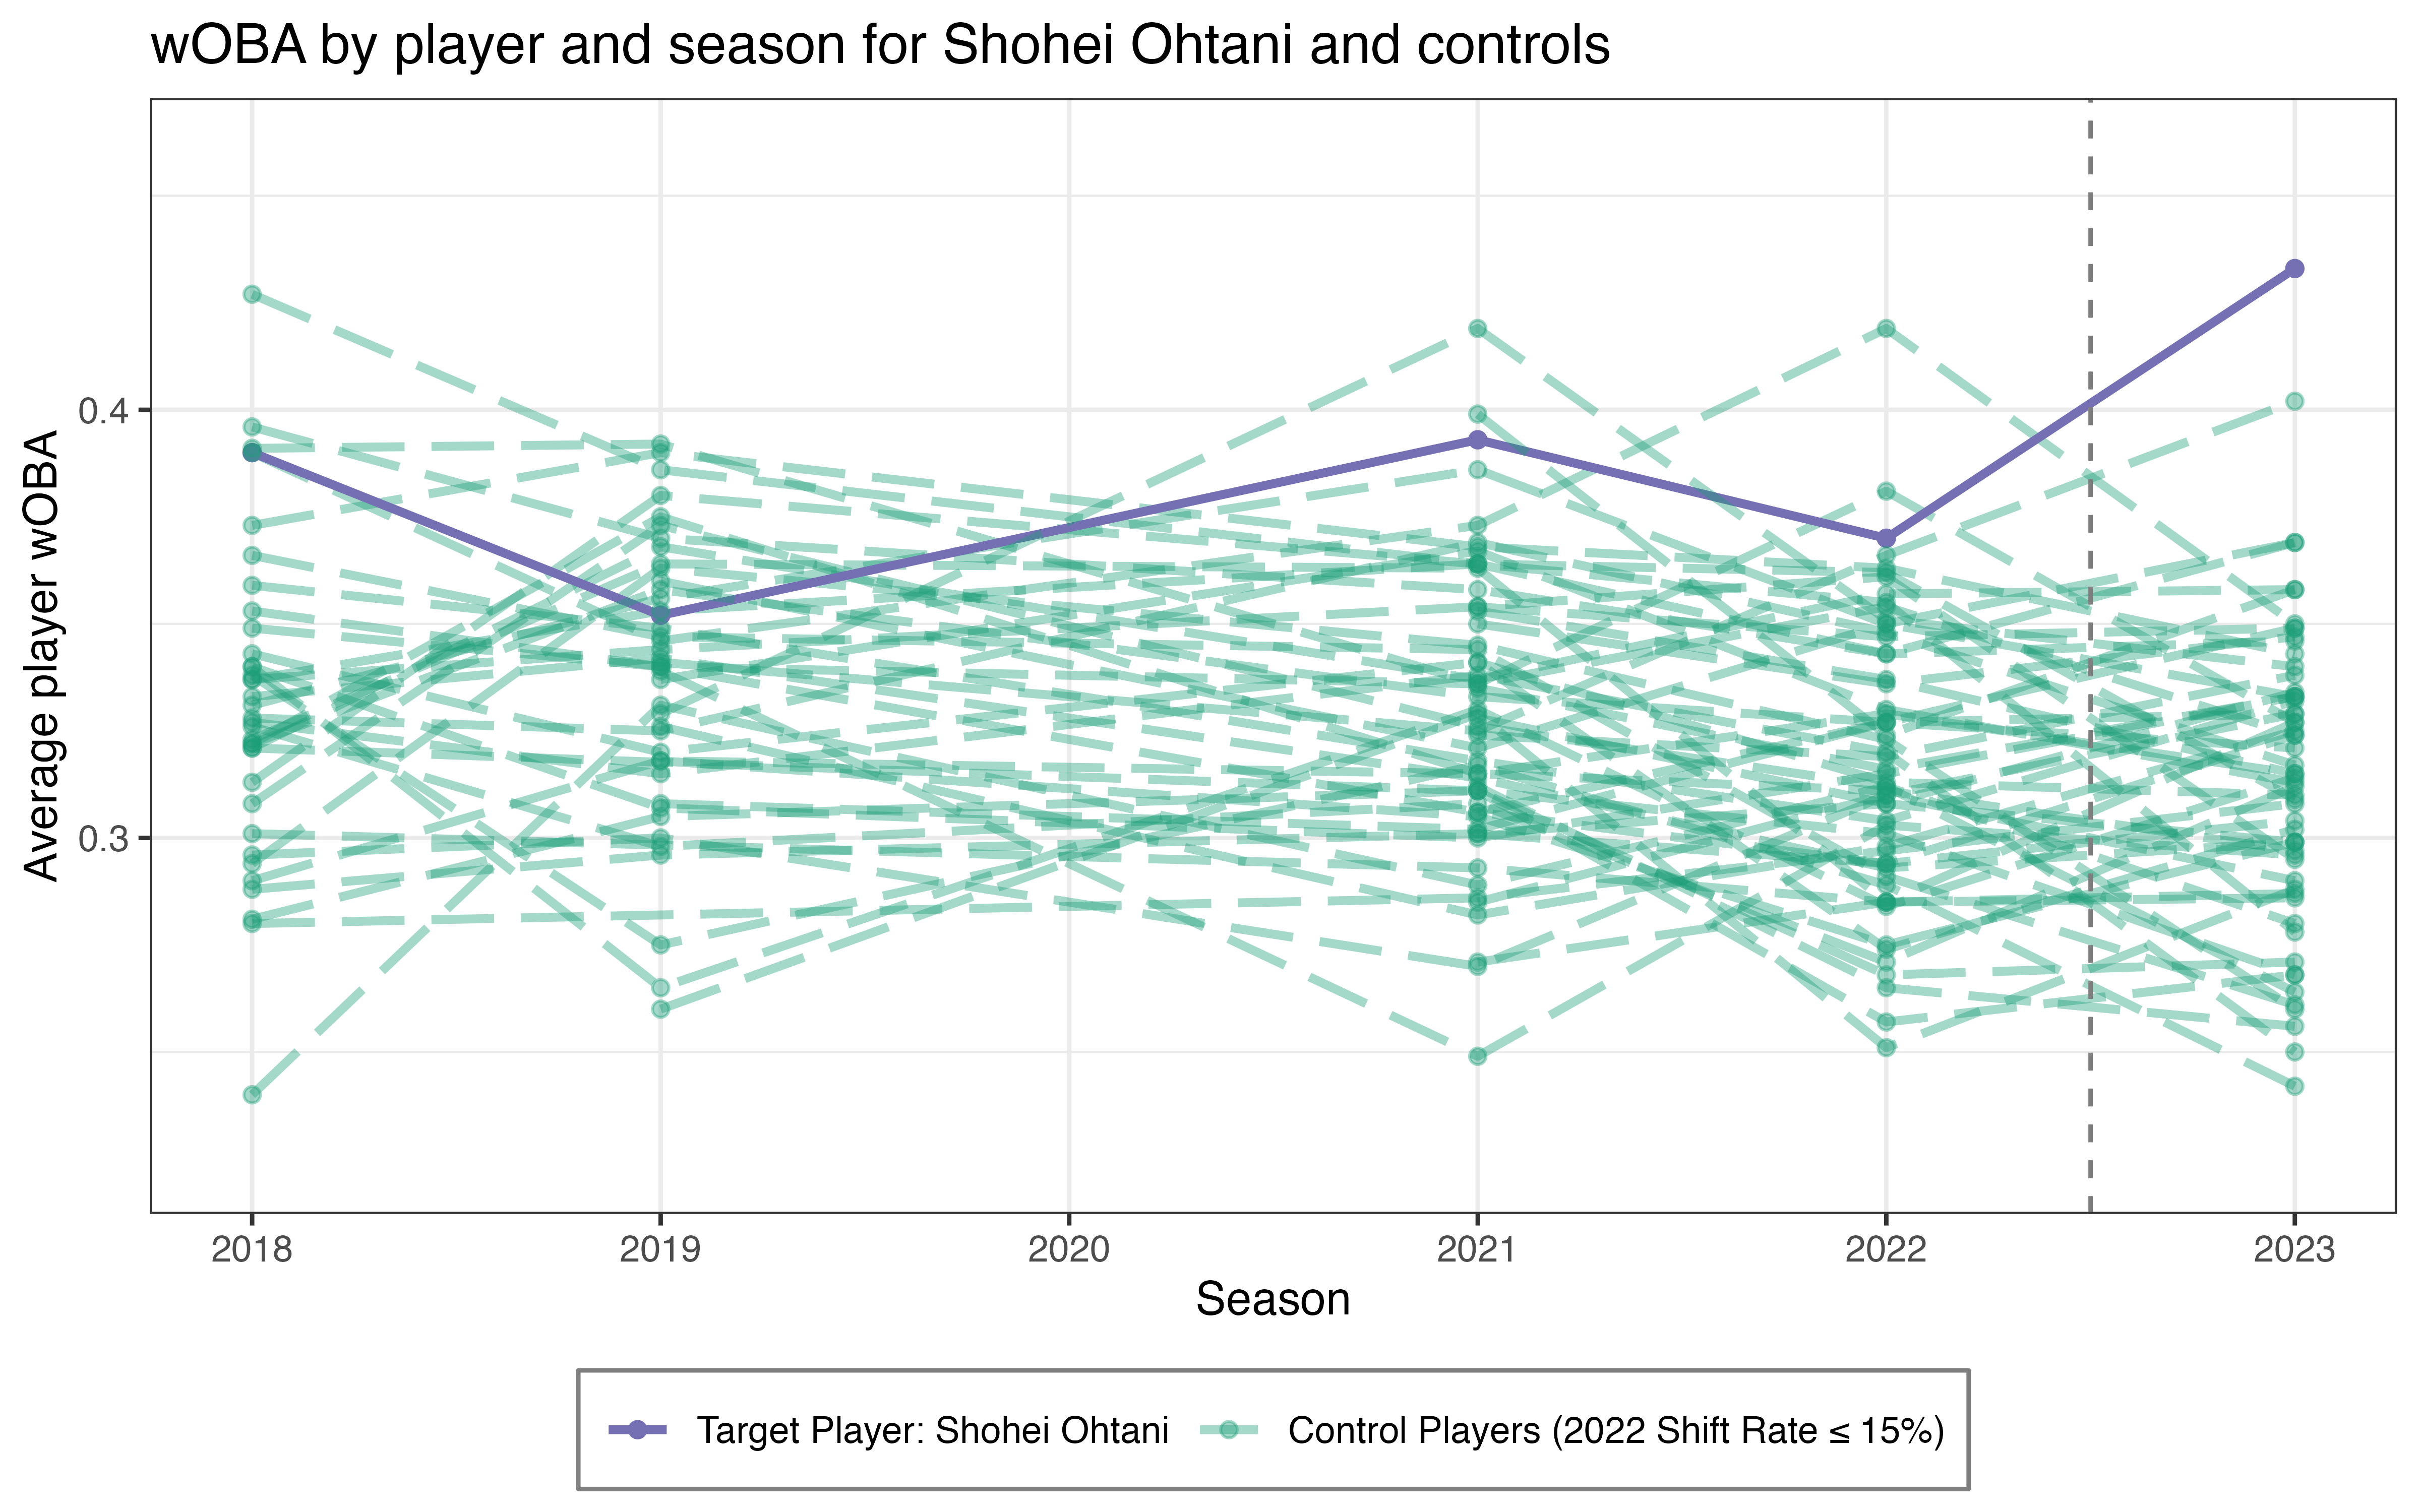 wOBA by player and season for Shohei Ohtani and controls
Average player wOBA
0.4
0.3
2018 2019 2020 2021 2022 2023
Season
Target Player: Shohei Ohtani Control Players (2022 Shift Rate ≤ 15%)